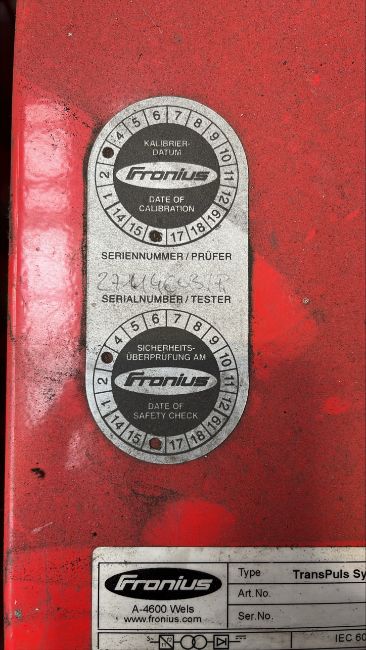 4 5 6 7 8 9 10 11 12
2 1
KALIBRIER-
DATUM
Fronius
DATE OF
CALIBRATION
14 15 17 18 19
SERIENNUMMER / PRÜFER
SERIALNUMBER / TESTER
4 5 6 7 8 9 10 11 12
2 1
SICHERHEITS-
ÜBERPRÜFUNG AM
Fronius
DATE OF
SAFETY CHECK
14 15 17 18 19
Fronius
A-4600 Wels
www.fronius.com
Type TransPuls Sy
Art.No.
Ser.No.
IEC 60